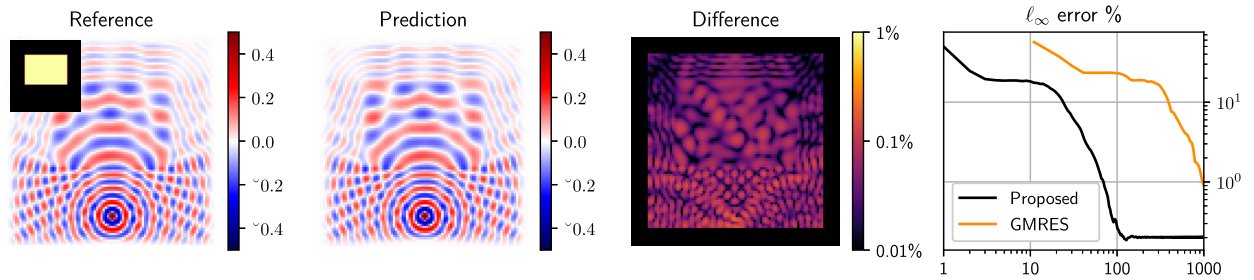 Reference
Prediction
Difference
ℓ∞ error %
0.4
0.2
0.0
˘0.2
˘0.4
0.4
0.2
0.0
˘0.2
˘0.4
1%
0.1%
0.01%
10¹
10⁰
Proposed
GMRES
1 10 100 1000